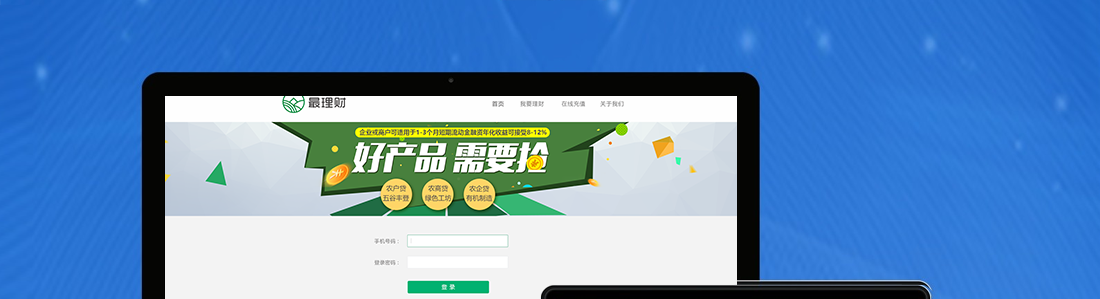 最理财
首页 我要理财 在线充值 关于我们
企业或商户可适用于1-3个月短期流动金融资年化收益可接受8-12%
好产品 需要抢
农户贷 农商贷 农企贷
五谷丰登 绿色工坊 有机制造
手机号码：
登录密码：
登 录